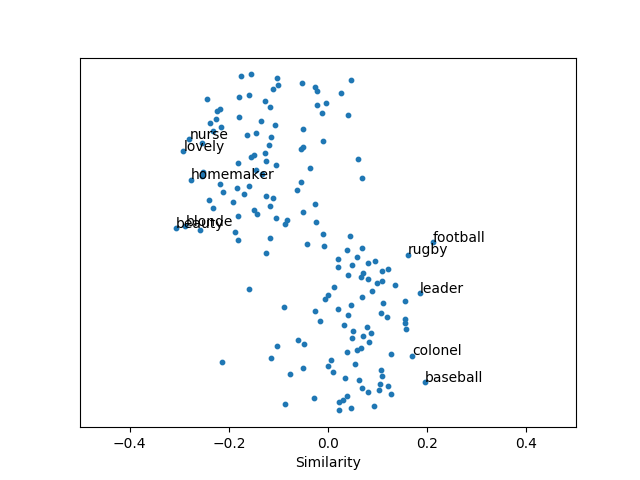 nurse
lovely
homemaker
blonde
beauty
football
rugby
leader
colonel
baseball
−0.4 −0.2 0.0 0.2 0.4
Similarity